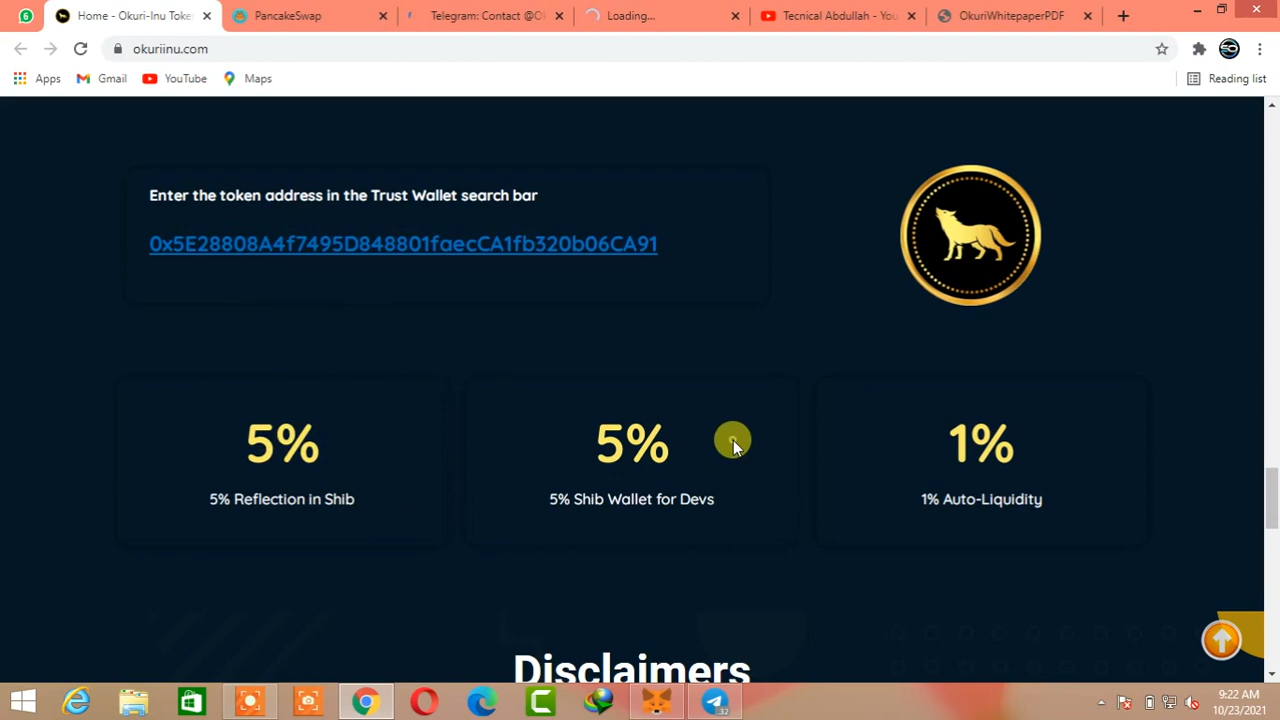 6
Home - Okuri-Inu Toke
PancakeSwap
Telegram: Contact @O
Loading...
Tecnical Abdullah - You
OkuriWhitepaperPDF
okuriinu.com
Apps
Gmail
YouTube
Maps
Reading list
Enter the token address in the Trust Wallet search bar
0x5E28808A4f7495D848801faecCA1fb320b06CA91
5%
5% Reflection in Shib
5%
5% Shib Wallet for Devs
1%
1% Auto-Liquidity
Disclaimers
32
9:22 AM
10/23/2021